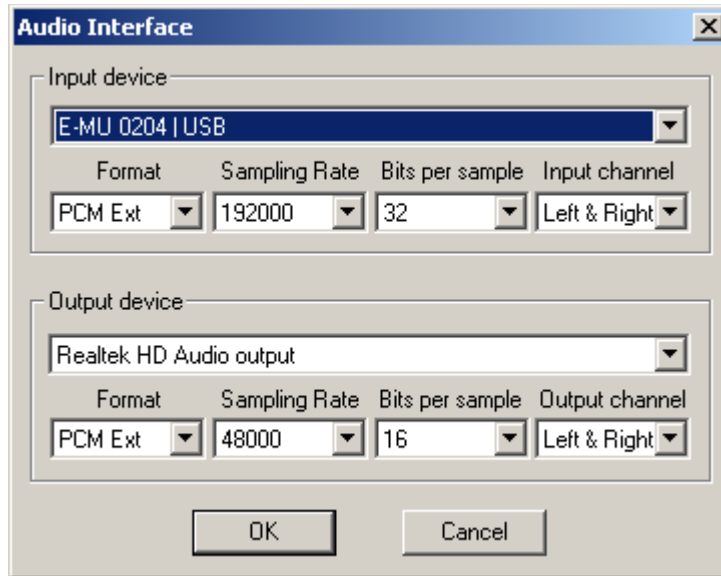 Audio Interface
Input device
E-MU 0204 | USB
Format Sampling Rate Bits per sample Input channel
PCM Ext 192000 32 Left & Right
Output device
Realtek HD Audio output
Format Sampling Rate Bits per sample Output channel
PCM Ext 48000 16 Left & Right
OK Cancel